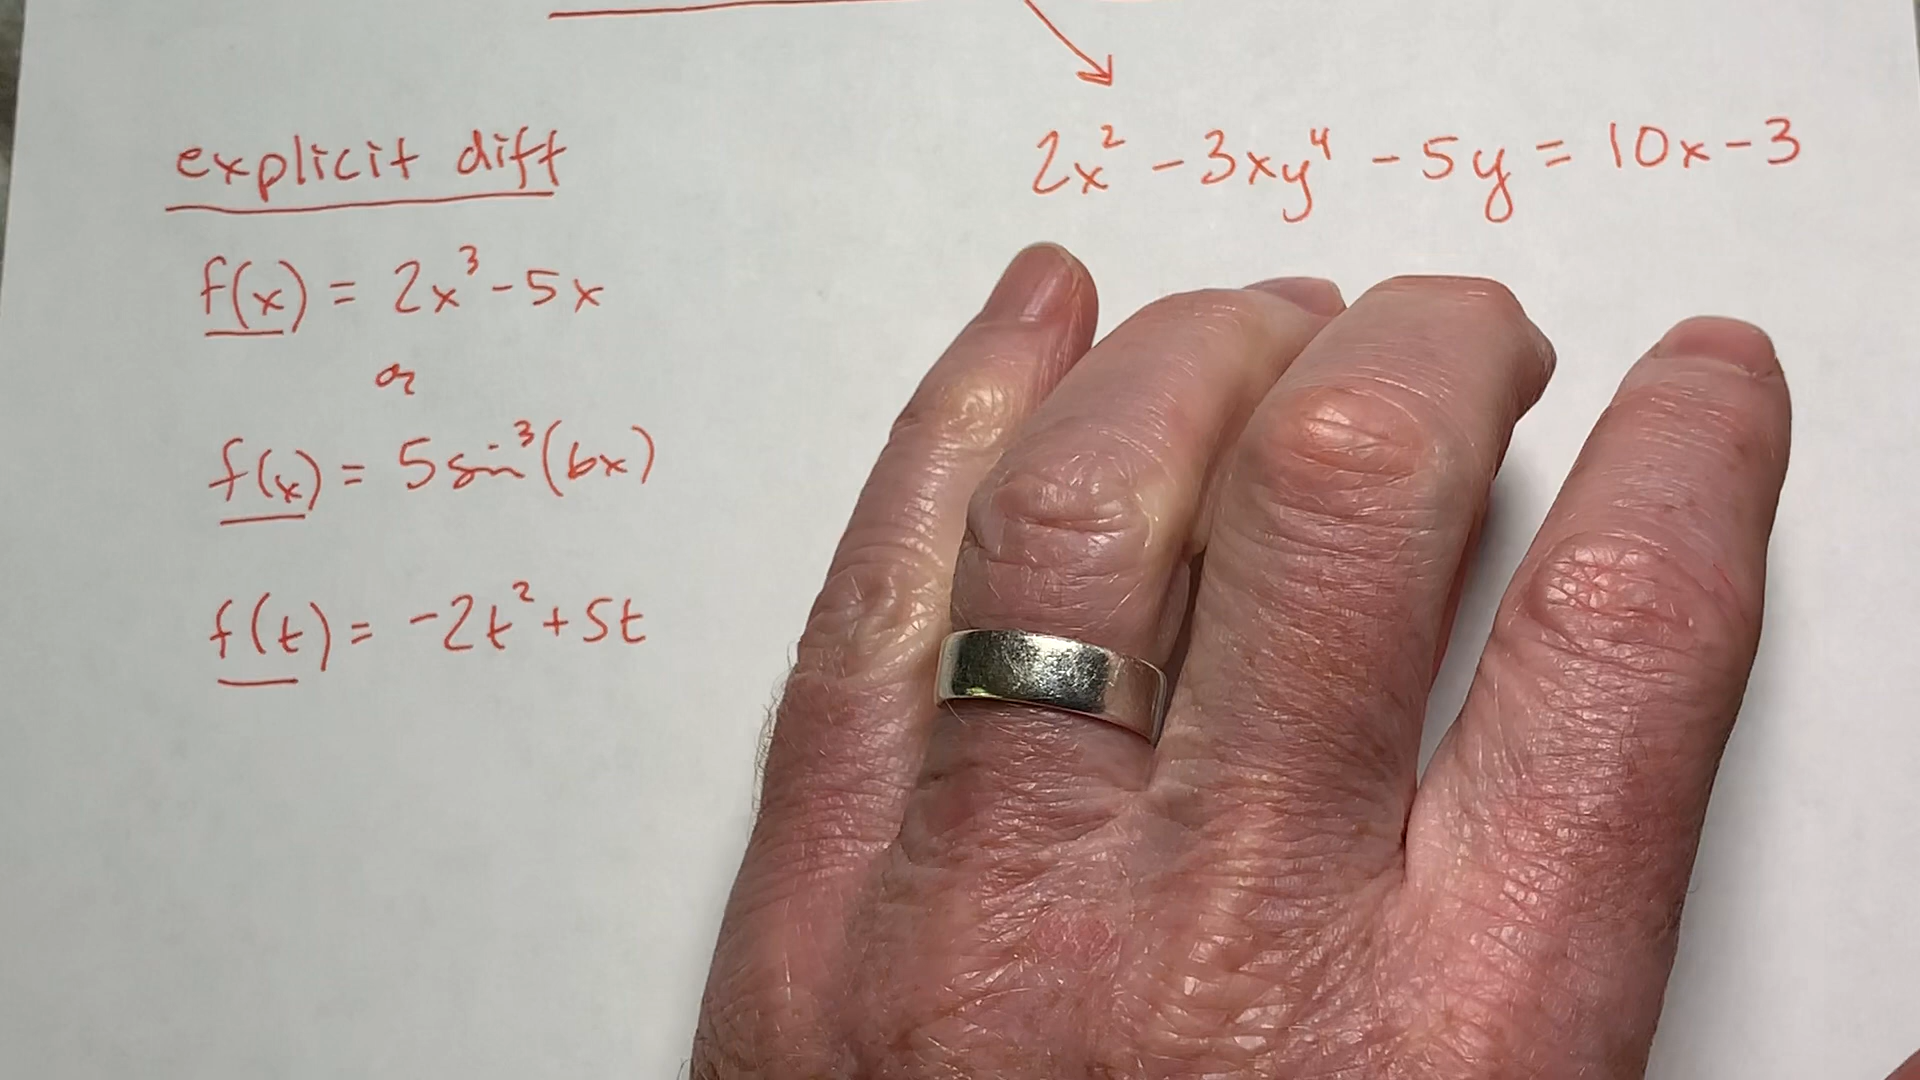 explicit diff
f(x) = 2x³ - 5x
or
f(x) = 5sin³(6x)
f(t) = -2t² + 5t
2x² - 3xy⁴ - 5y = 10x - 3